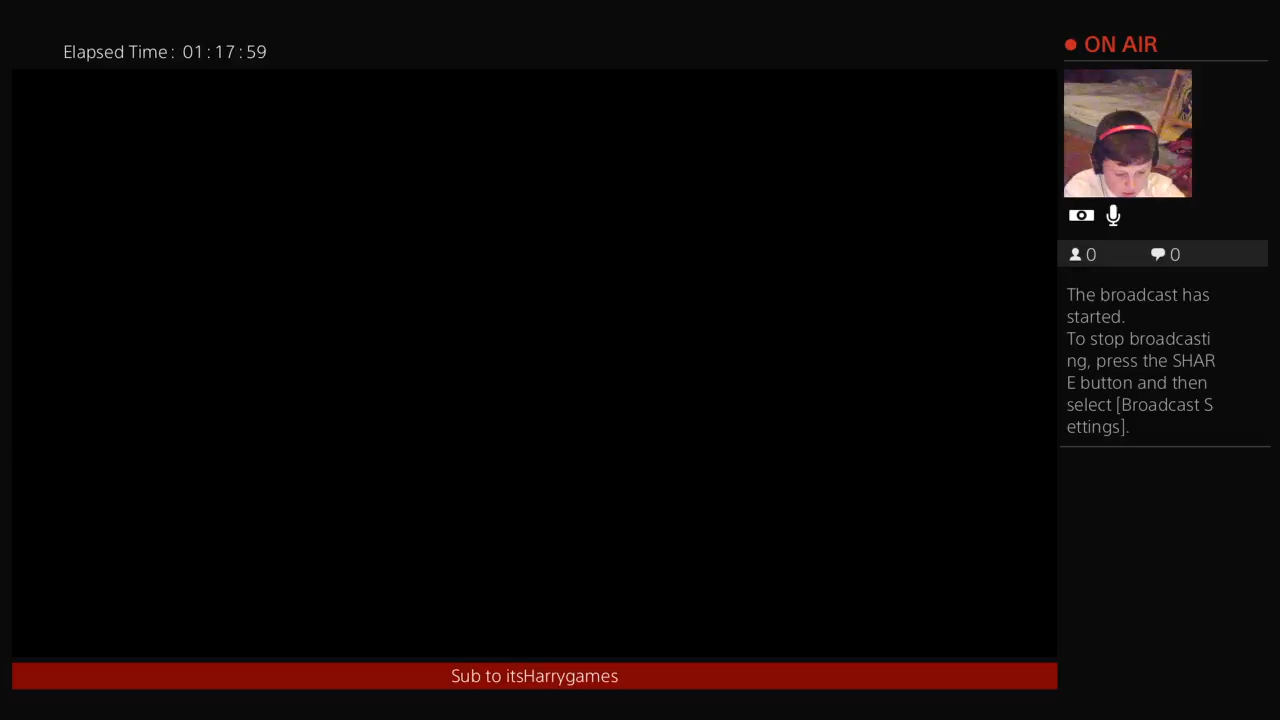 Elapsed Time: 01:17:59
ON AIR
0 0
The broadcast has
started.
To stop broadcasti
ng, press the SHAR
E button and then
select [Broadcast S
ettings].
Sub to itsHarrygames